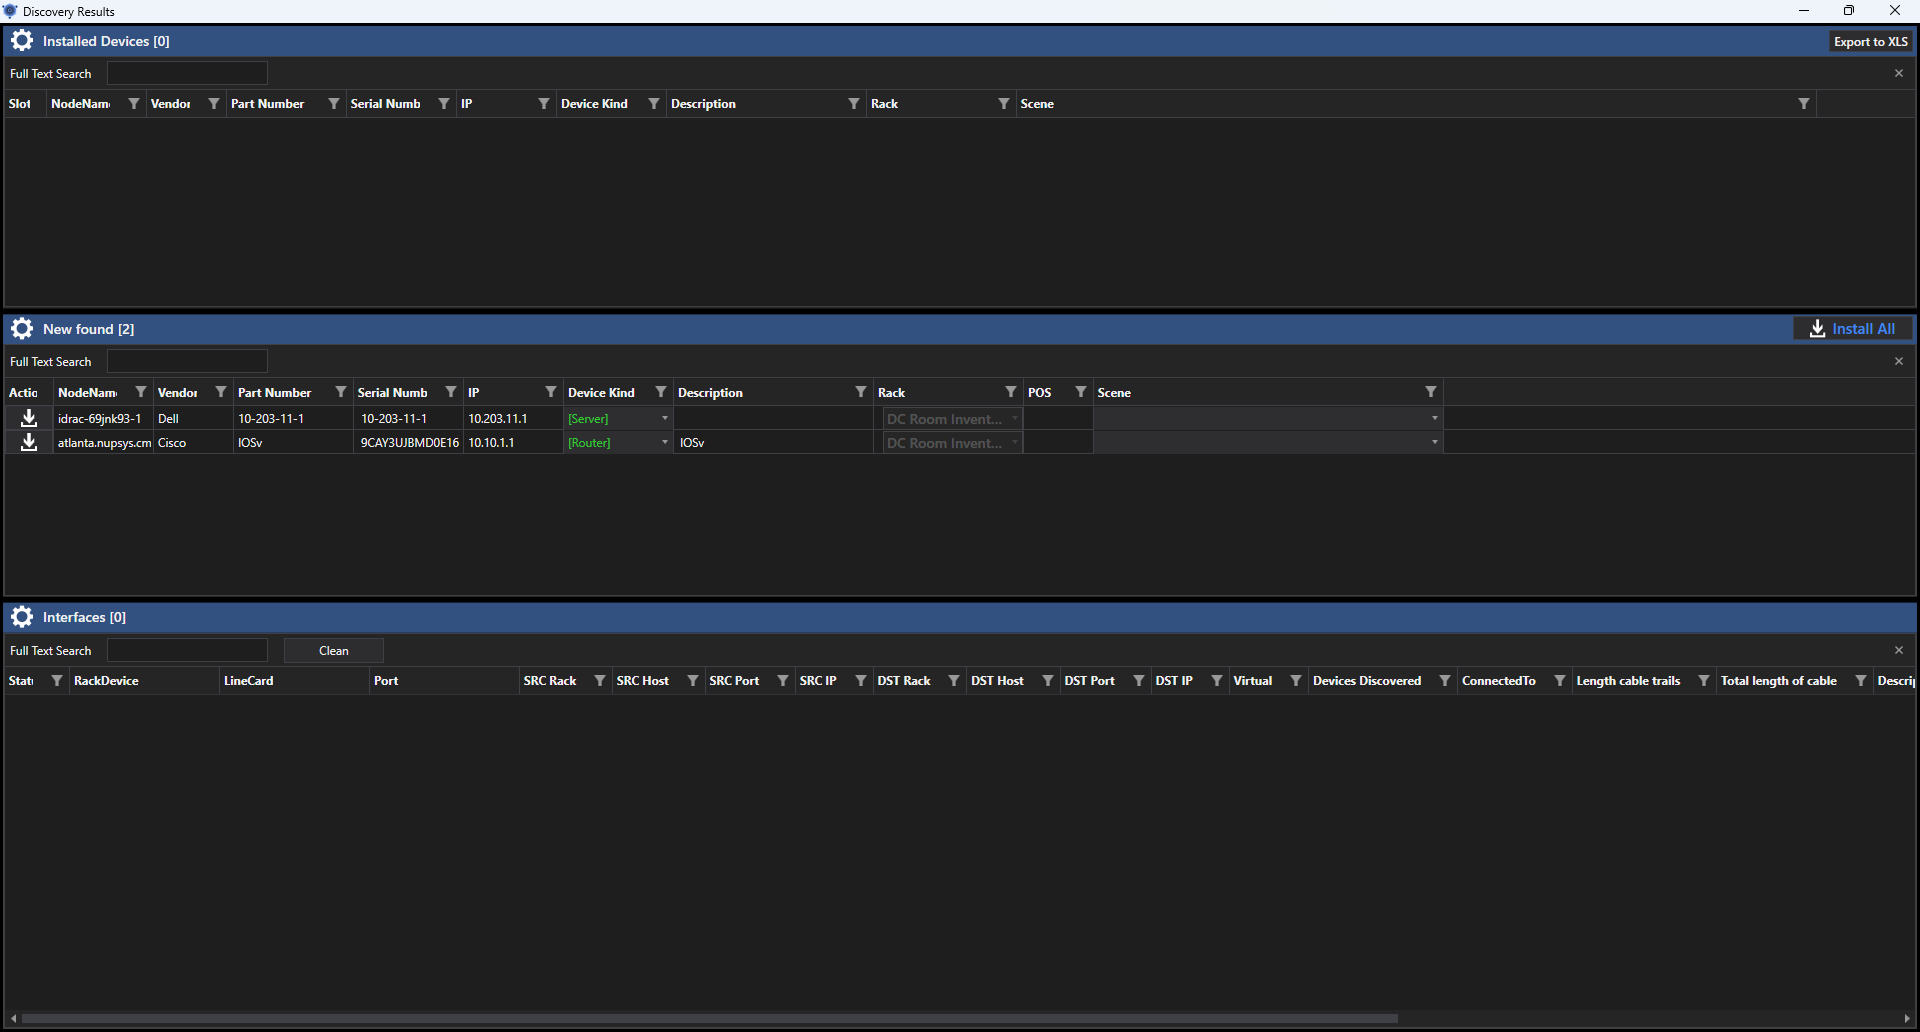 Discovery Results
Installed Devices [0] Export to XLS
Full Text Search
Slot NodeNam Vendor Part Number Serial Numb IP Device Kind Description Rack Scene
New found [2] Install All
Full Text Search
Actic NodeNam Vendor Part Number Serial Numb IP Device Kind Description Rack POS Scene
idrac-69jnk93-1 Dell 10-203-11-1 10-203-11-1 10.203.11.1 [Server] DC Room Invent...
atlanta.nupsys.cm Cisco IOSv 9CAY3UJBMD0E16 10.10.1.1 [Router] IOSv DC Room Invent...
Interfaces [0]
Full Text Search Clean
Statu RackDevice LineCard Port SRC Rack SRC Host SRC Port SRC IP DST Rack DST Host DST Port DST IP Virtual Devices Discovered ConnectedTo Length cable trails Total length of cable Descrip